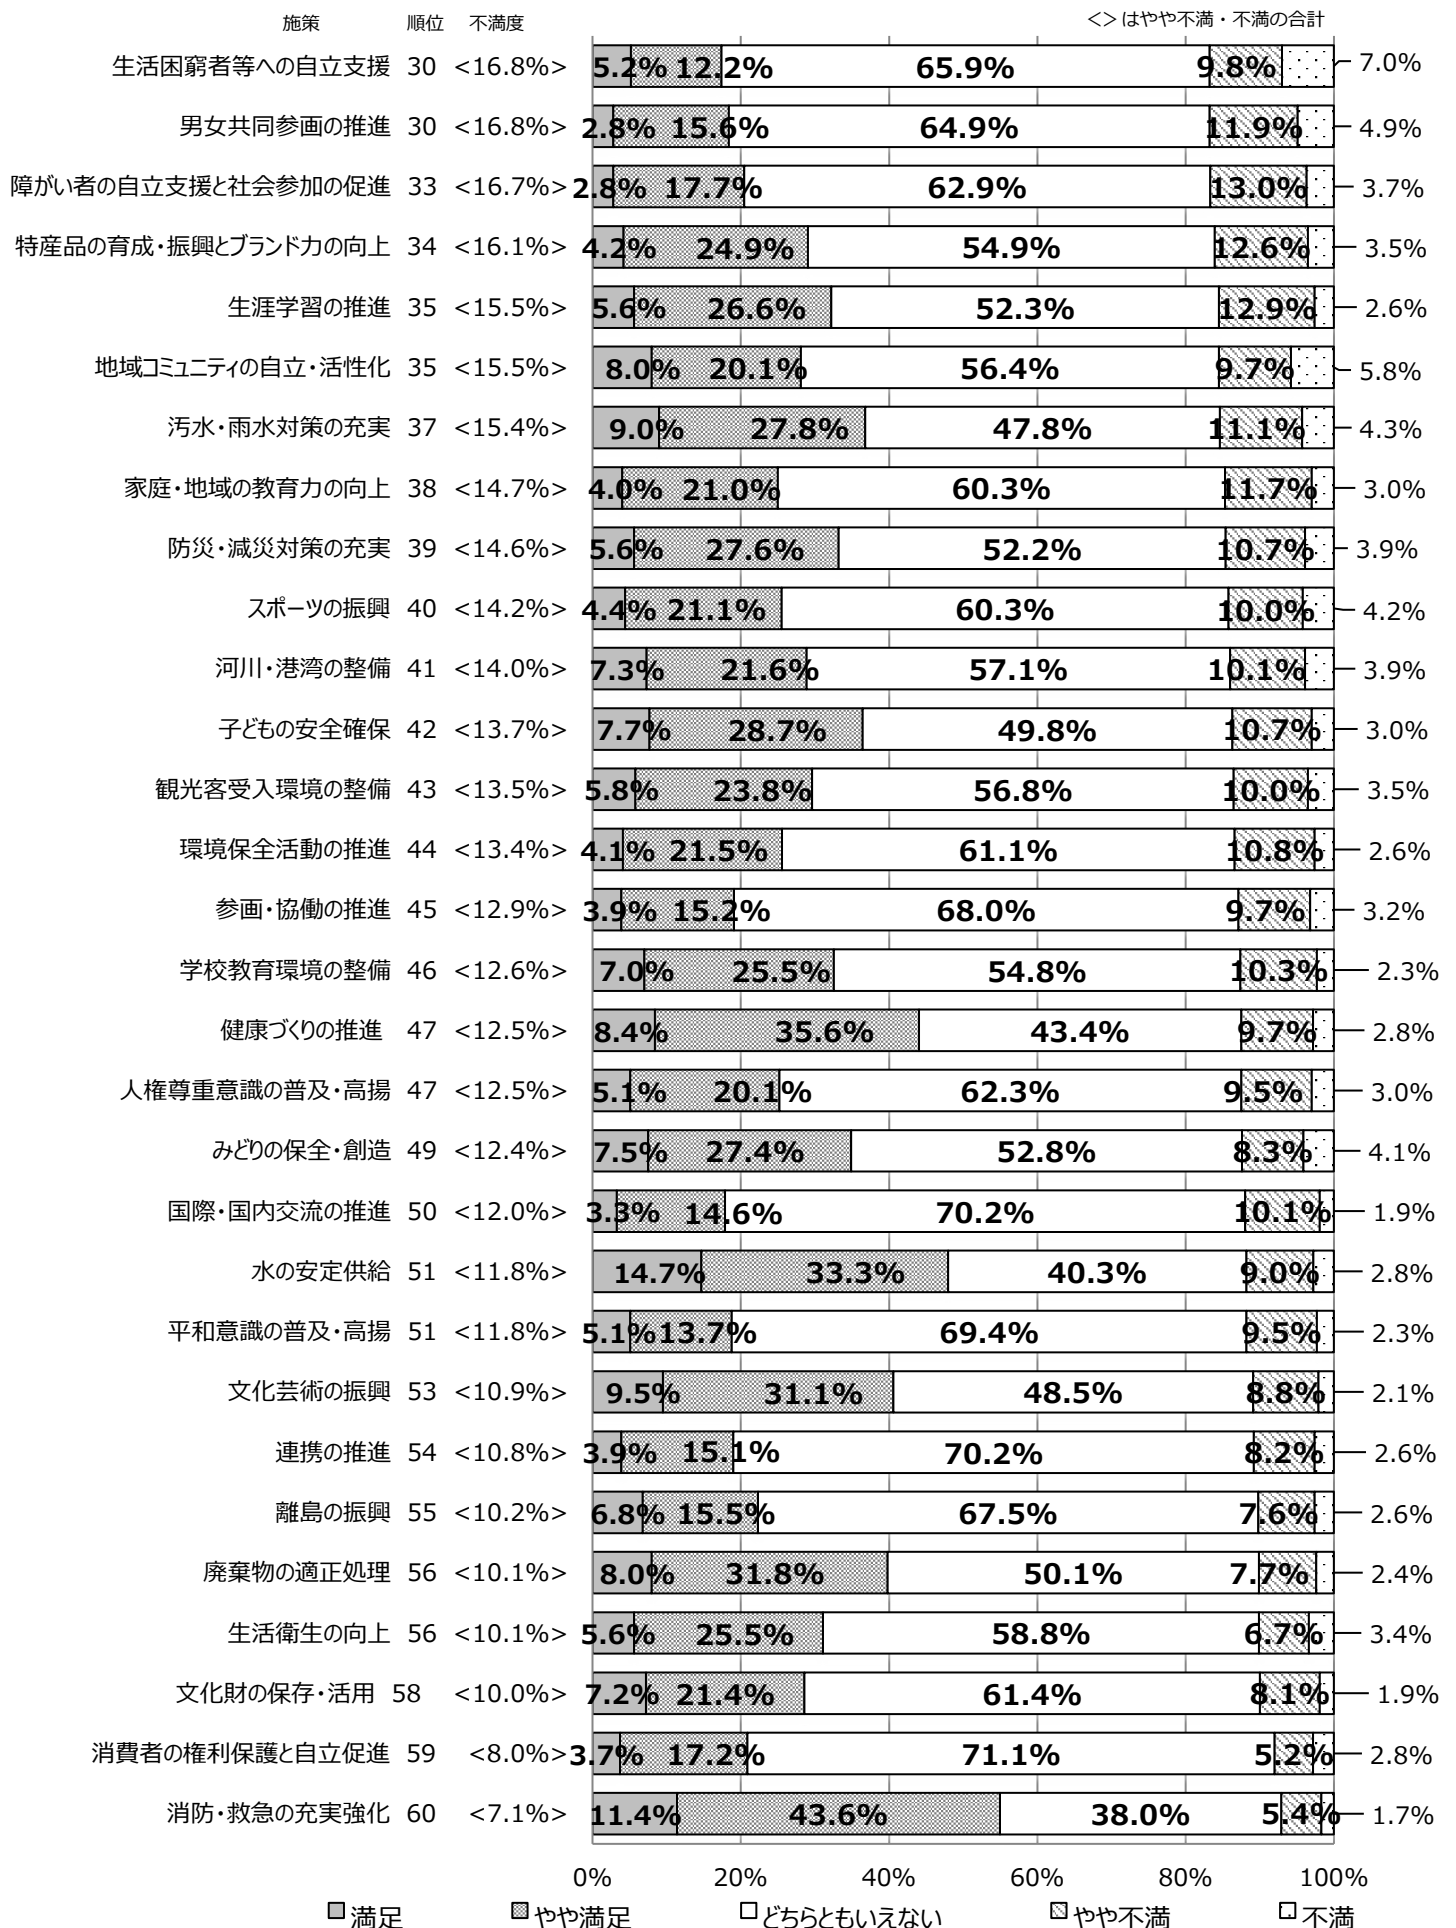 施策 順位 不満度 <>はやや不満・不満の合計
生活困窮者等への自立支援 30 <16.8%> 5.2% 12.2% 65.9% 9.8% 7.0%
男女共同参画の推進 30 <16.8%> 2.8% 15.6% 64.9% 11.9% 4.9%
障がい者の自立支援と社会参加の促進 33 <16.7%> 2.8% 17.7% 62.9% 13.0% 3.7%
特産品の育成・振興とブランド力の向上 34 <16.1%> 4.2% 24.9% 54.9% 12.6% 3.5%
生涯学習の推進 35 <15.5%> 5.6% 26.6% 52.3% 12.9% 2.6%
地域コミュニティの自立・活性化 35 <15.5%> 8.0% 20.1% 56.4% 9.7% 5.8%
汚水・雨水対策の充実 37 <15.4%> 9.0% 27.8% 47.8% 11.1% 4.3%
家庭・地域の教育力の向上 38 <14.7%> 4.0% 21.0% 60.3% 11.7% 3.0%
防災・減災対策の充実 39 <14.6%> 5.6% 27.6% 52.2% 10.7% 3.9%
スポーツの振興 40 <14.2%> 4.4% 21.1% 60.3% 10.0% 4.2%
河川・港湾の整備 41 <14.0%> 7.3% 21.6% 57.1% 10.1% 3.9%
子どもの安全確保 42 <13.7%> 7.7% 28.7% 49.8% 10.7% 3.0%
観光客受入環境の整備 43 <13.5%> 5.8% 23.8% 56.8% 10.0% 3.5%
環境保全活動の推進 44 <13.4%> 4.1% 21.5% 61.1% 10.8% 2.6%
参画・協働の推進 45 <12.9%> 3.9% 15.2% 68.0% 9.7% 3.2%
学校教育環境の整備 46 <12.6%> 7.0% 25.5% 54.8% 10.3% 2.3%
健康づくりの推進 47 <12.5%> 8.4% 35.6% 43.4% 9.7% 2.8%
人権尊重意識の普及・高揚 47 <12.5%> 5.1% 20.1% 62.3% 9.5% 3.0%
みどりの保全・創造 49 <12.4%> 7.5% 27.4% 52.8% 8.3% 4.1%
国際・国内交流の推進 50 <12.0%> 3.3% 14.6% 70.2% 10.1% 1.9%
水の安定供給 51 <11.8%> 14.7% 33.3% 40.3% 9.0% 2.8%
平和意識の普及・高揚 51 <11.8%> 5.1% 13.7% 69.4% 9.5% 2.3%
文化芸術の振興 53 <10.9%> 9.5% 31.1% 48.5% 8.8% 2.1%
連携の推進 54 <10.8%> 3.9% 15.1% 70.2% 8.2% 2.6%
離島の振興 55 <10.2%> 6.8% 15.5% 67.5% 7.6% 2.6%
廃棄物の適正処理 56 <10.1%> 8.0% 31.8% 50.1% 7.7% 2.4%
生活衛生の向上 56 <10.1%> 5.6% 25.5% 58.8% 6.7% 3.4%
文化財の保存・活用 58 <10.0%> 7.2% 21.4% 61.4% 8.1% 1.9%
消費者の権利保護と自立促進 59 <8.0%> 3.7% 17.2% 71.1% 5.2% 2.8%
消防・救急の充実強化 60 <7.1%> 11.4% 43.6% 38.0% 5.4% 1.7%
0% 20% 40% 60% 80% 100%
満足 やや満足 どちらともいえない やや不満 不満